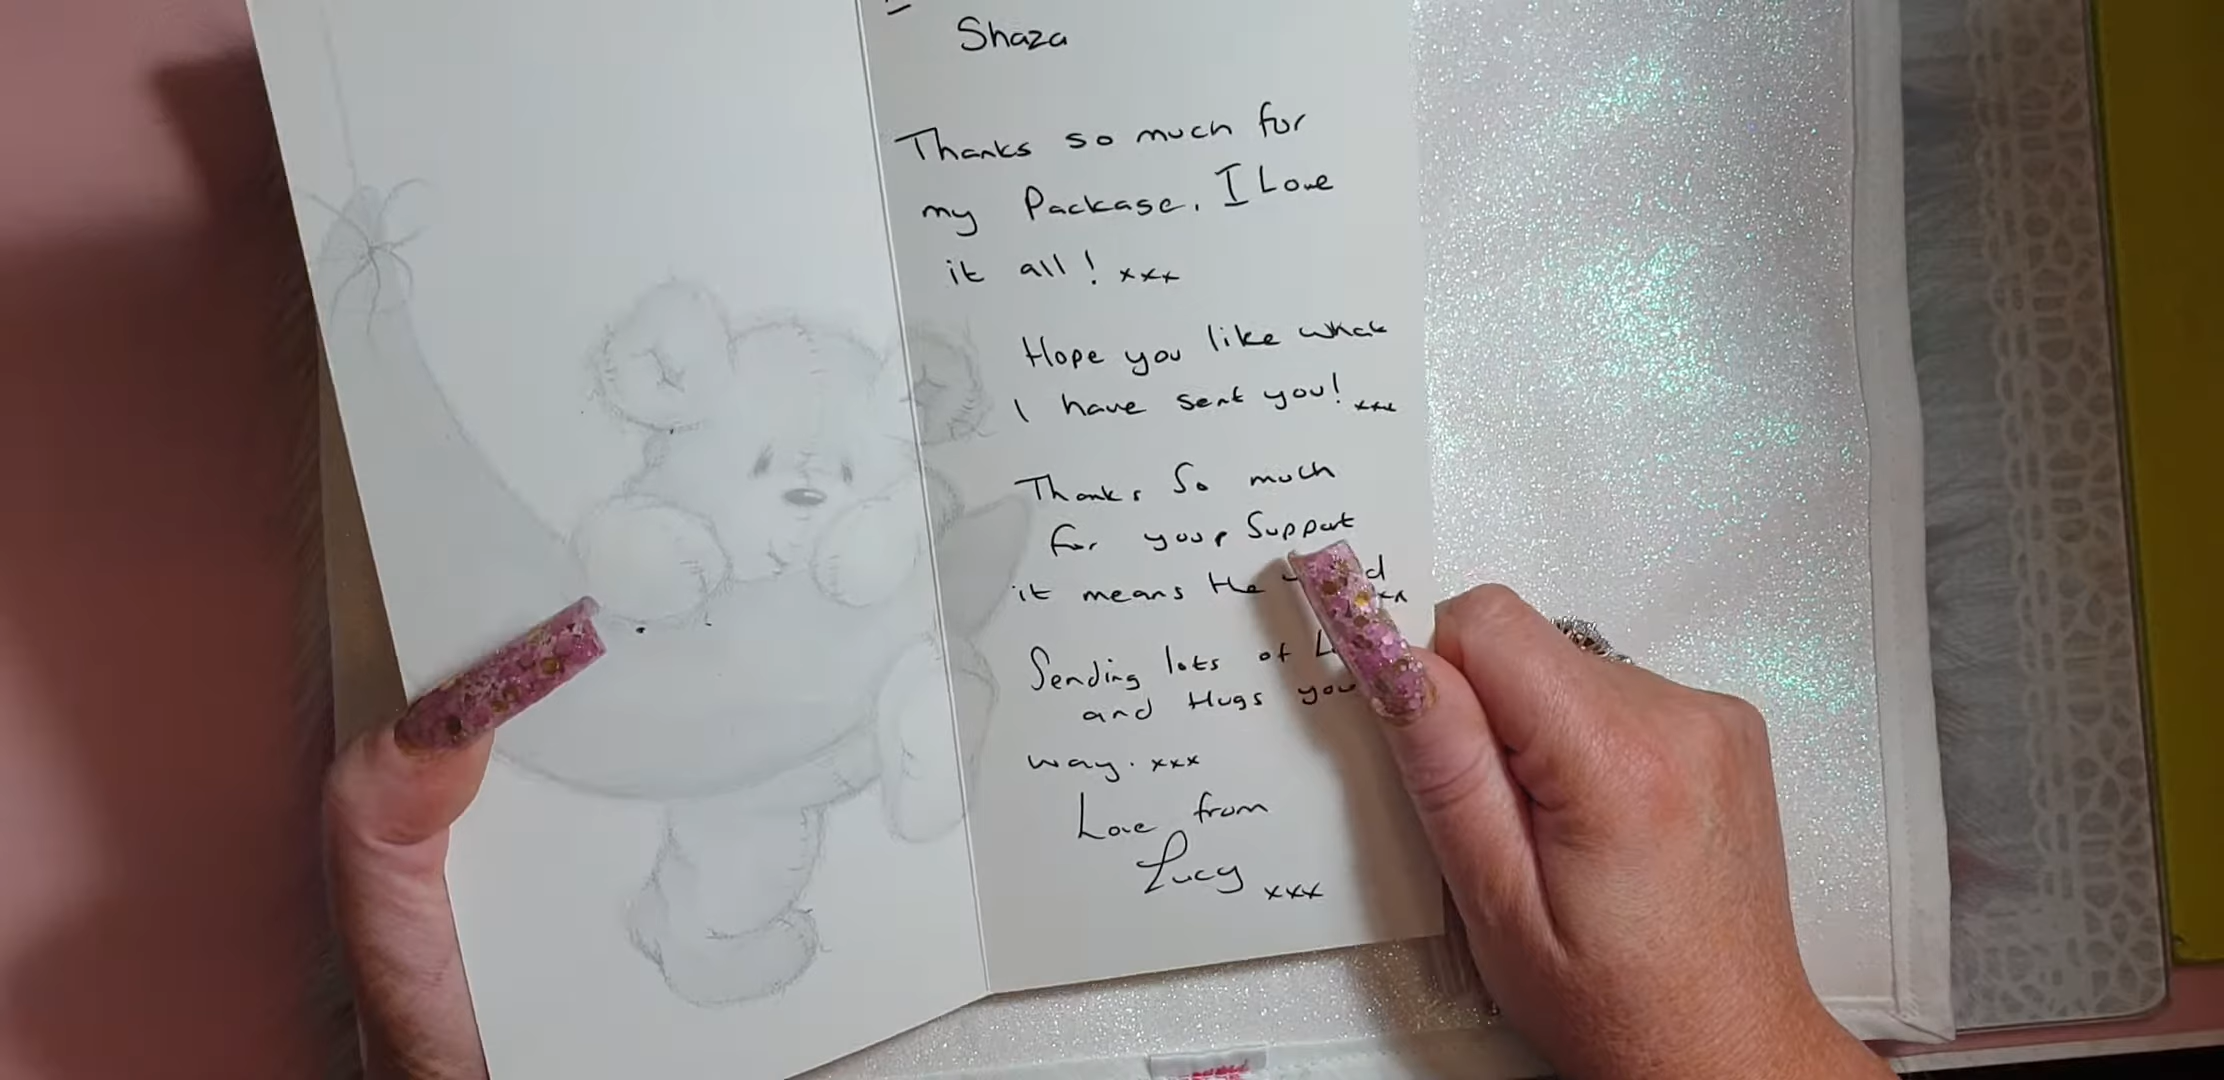 Shaza
Thanks so much for
my Package. I Love
it all! xxx
Hope you like what
I have sent you! xxx
Thanks So much
for your Support
it means the
Sending lots of
and Hugs
way. xxx
Love from
Lucy xxx